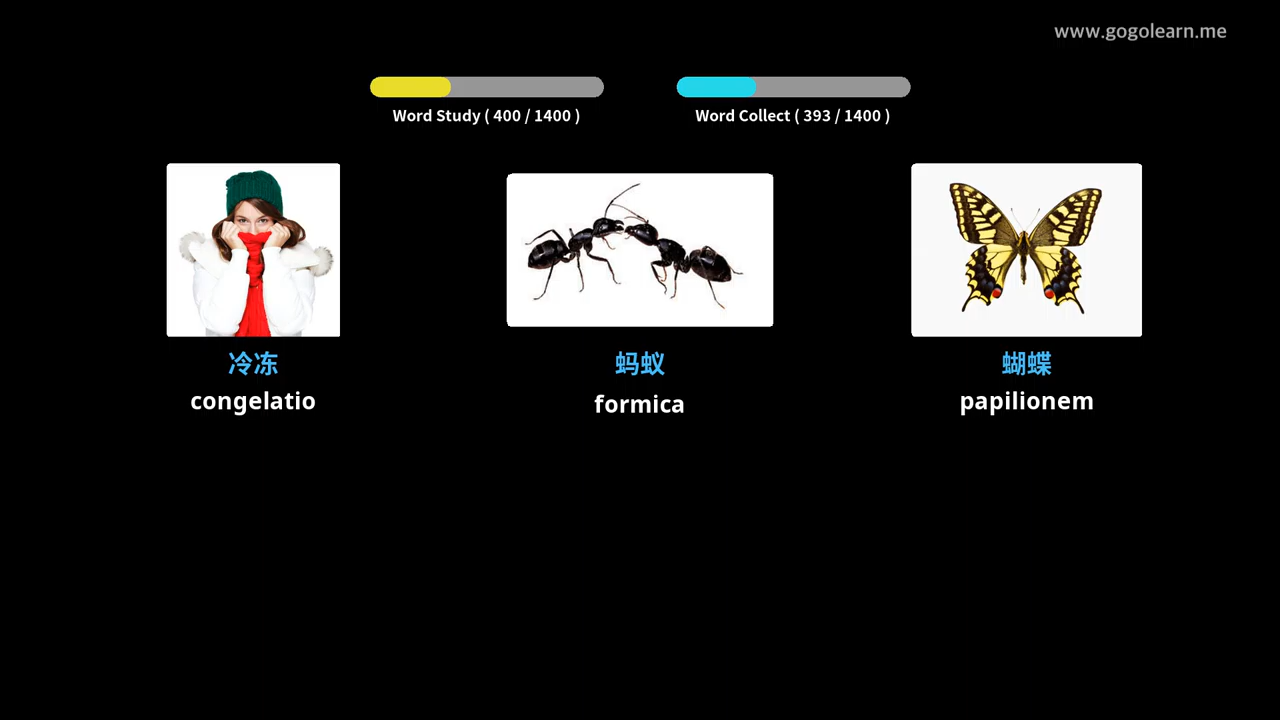 www.gogolearn.me
Word Study ( 400 / 1400 )
Word Collect ( 393 / 1400 )
冷冻
congelatio
蚂蚁
formica
蝴蝶
papilionem